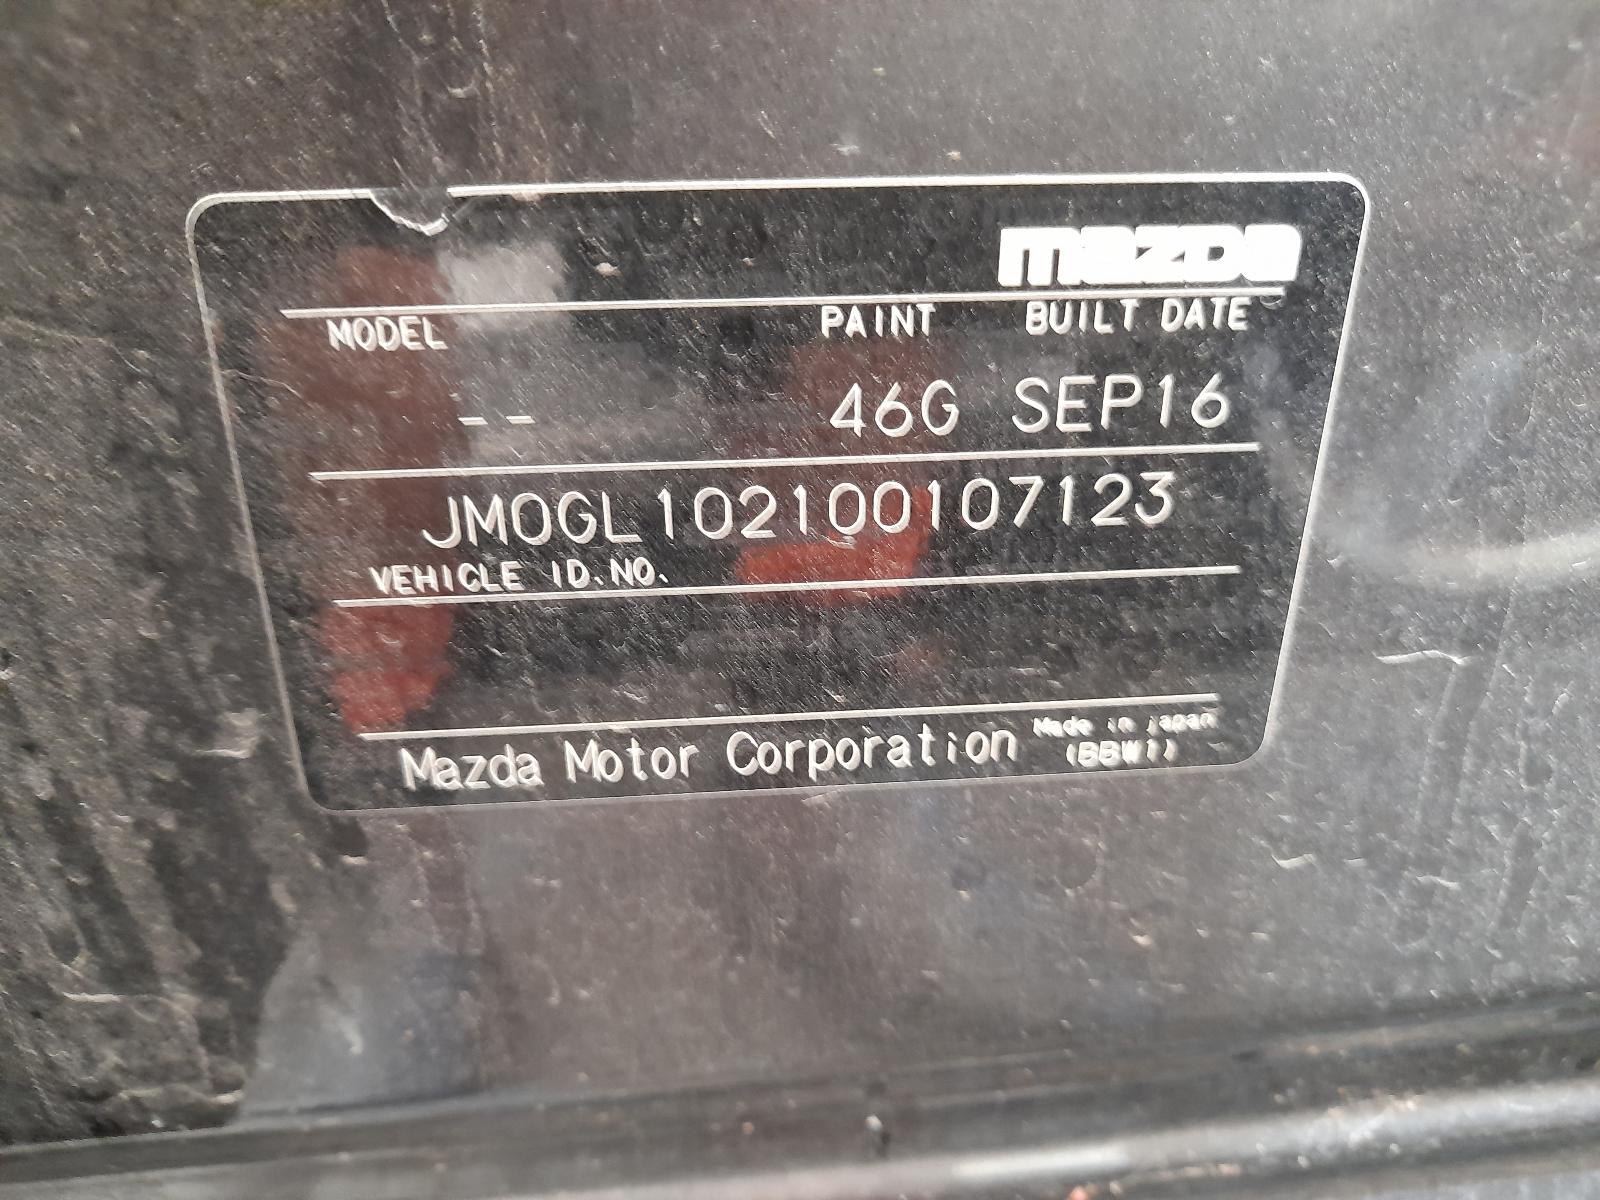 mazda
MODEL PAINT BUILT DATE
-- 46G SEP16
JM0GL102100107123
VEHICLE ID.NO.
Mazda Motor Corporation Made in japan
(BBW1)